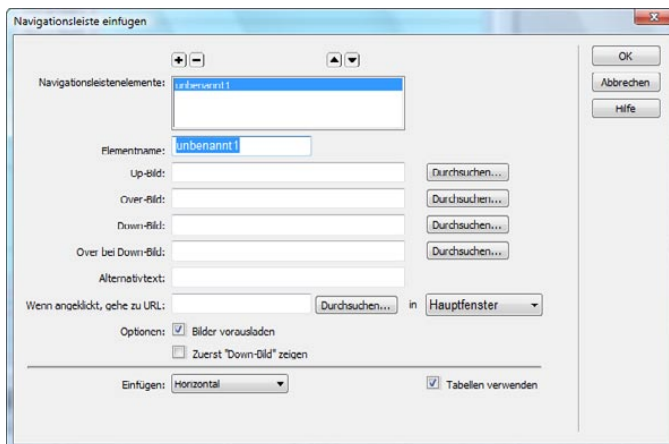 Navigationsleiste einfügen
OK
Abbrechen
Hilfe
Navigationsleistenelemente: unbenannt1
Elementname: unbenannt1
Up-Bild: Durchsuchen...
Over-Bild: Durchsuchen...
Down-Bild: Durchsuchen...
Over bei Down-Bild: Durchsuchen...
Alternativtext:
Wenn angeklickt, gehe zu URL: Durchsuchen... in Hauptfenster
Optionen: Bilder vorausladen
Zuerst "Down-Bild" zeigen
Einfügen: Horizontal Tabellen verwenden